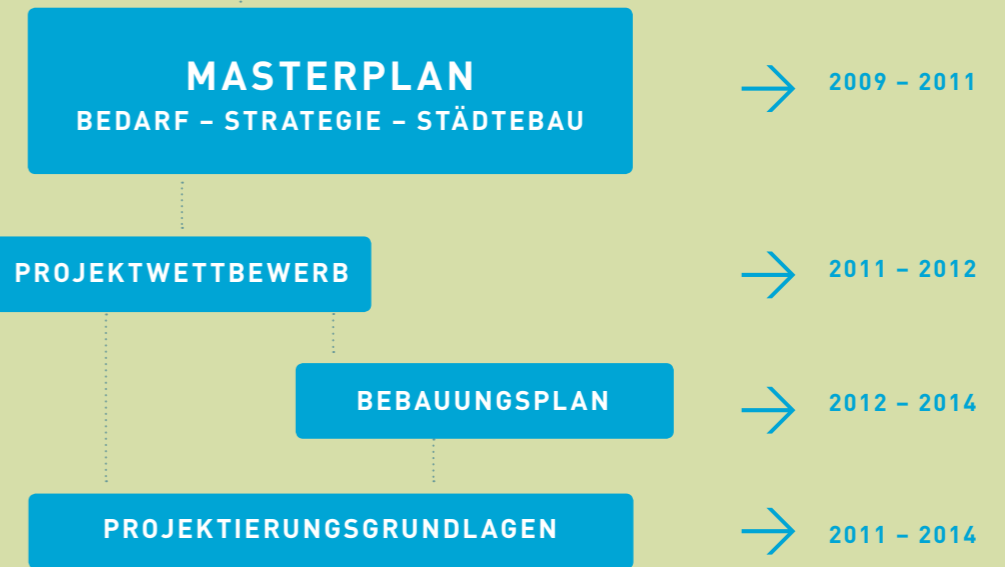 MASTERPLAN
BEDARF – STRATEGIE – STÄDTEBAU
2009 – 2011
PROJEKTWETTBEWERB
2011 – 2012
BEBAUUNGSPLAN
2012 – 2014
PROJEKTIERUNGSGRUNDLAGEN
2011 – 2014